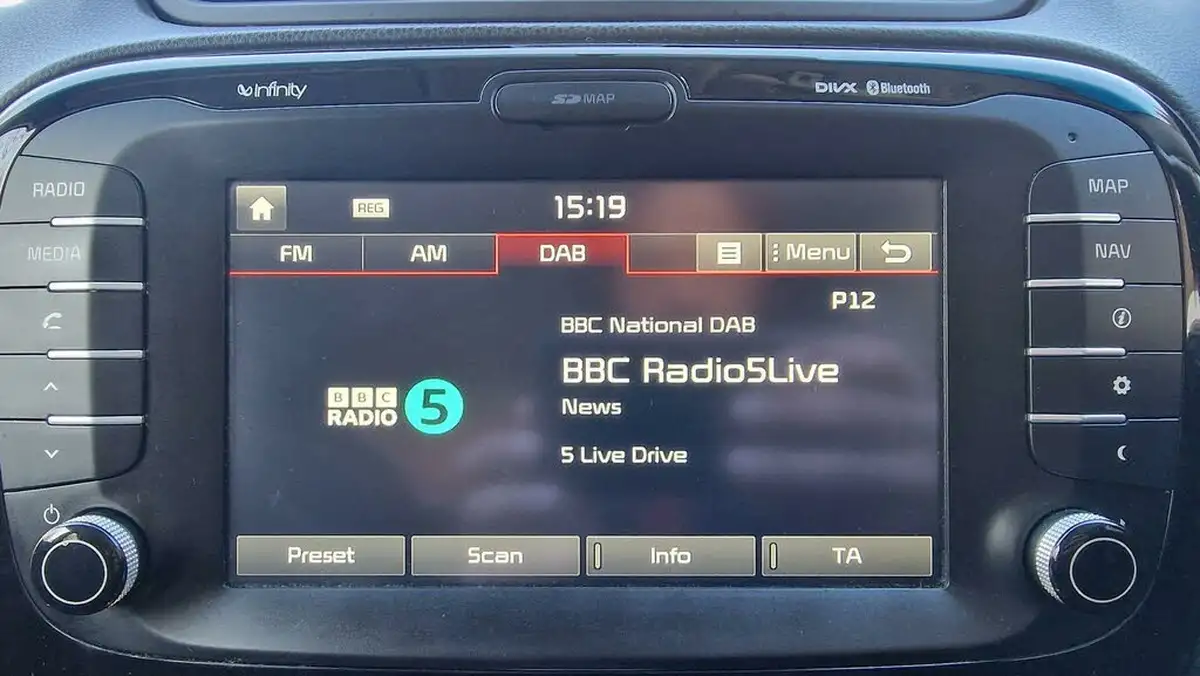 Infinity
SD MAP
DIVX Bluetooth
RADIO
MEDIA
MAP
NAV
REG
15:19
FM
AM
DAB
Menu
P12
BBC National DAB
BBC Radio5Live
News
5 Live Drive
BBC
RADIO 5
Preset
Scan
Info
TA